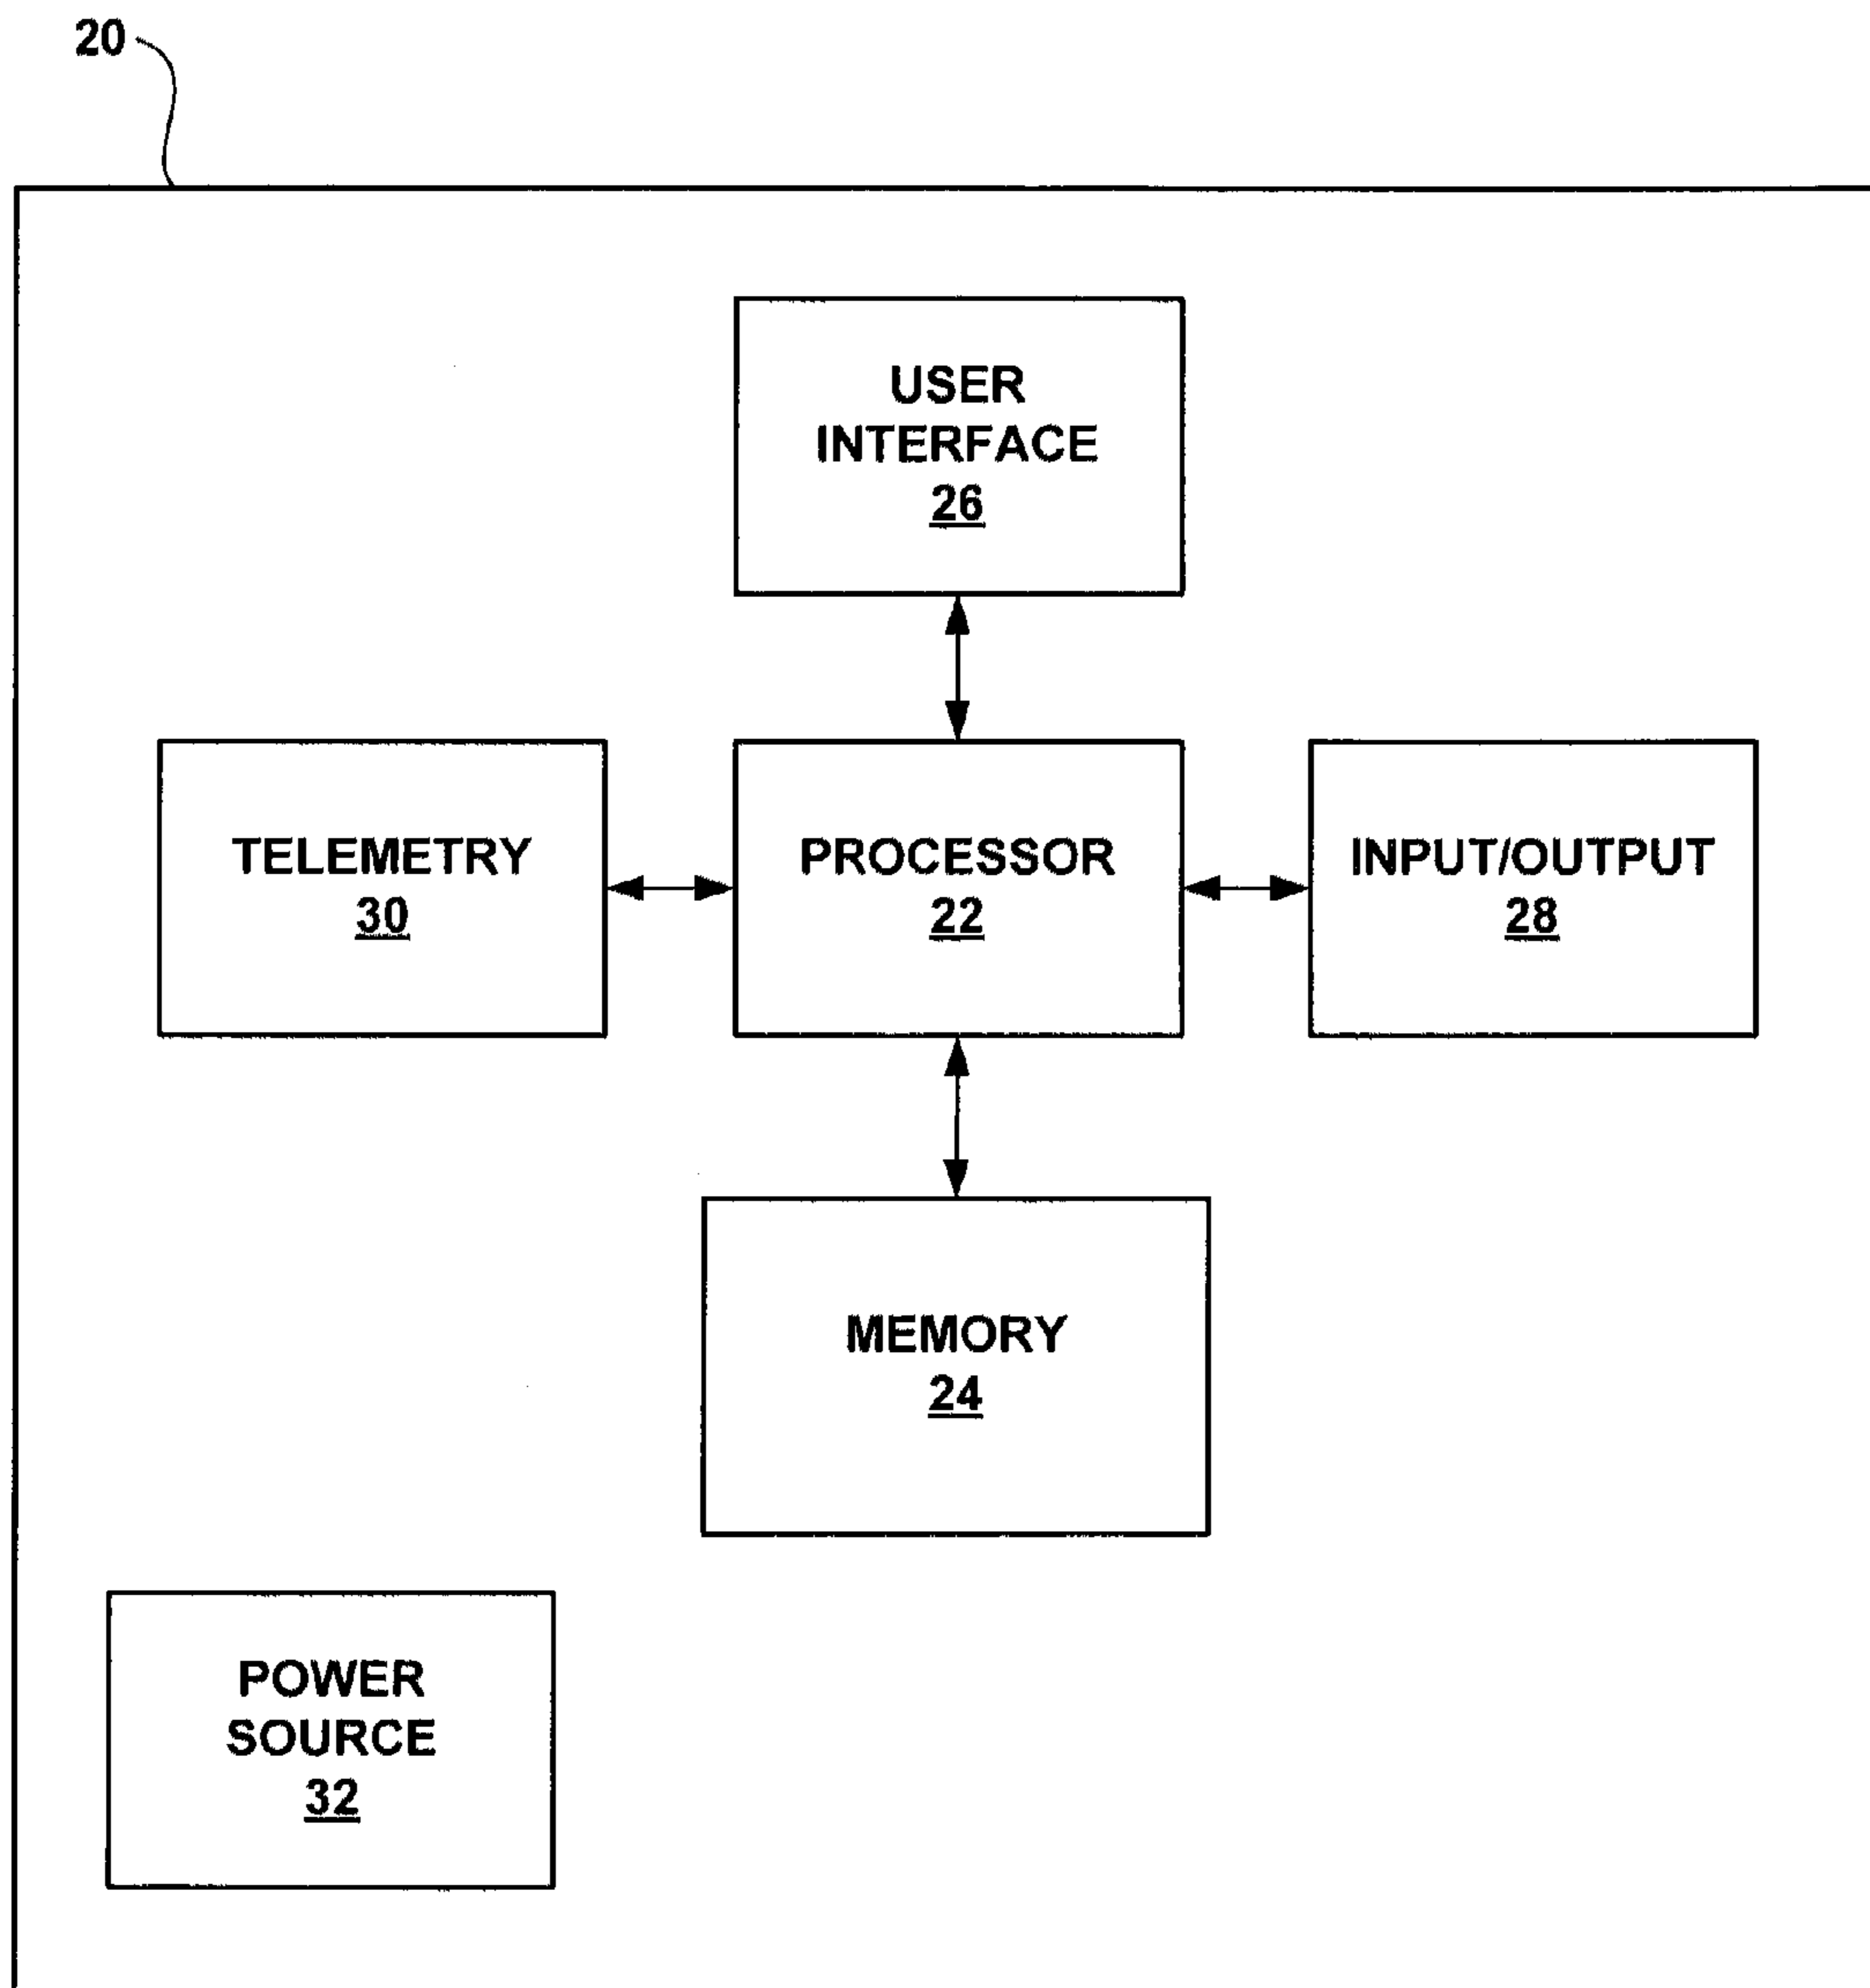 20
USER
INTERFACE
26
TELEMETRY
30
PROCESSOR
22
INPUT/OUTPUT
28
MEMORY
24
POWER
SOURCE
32